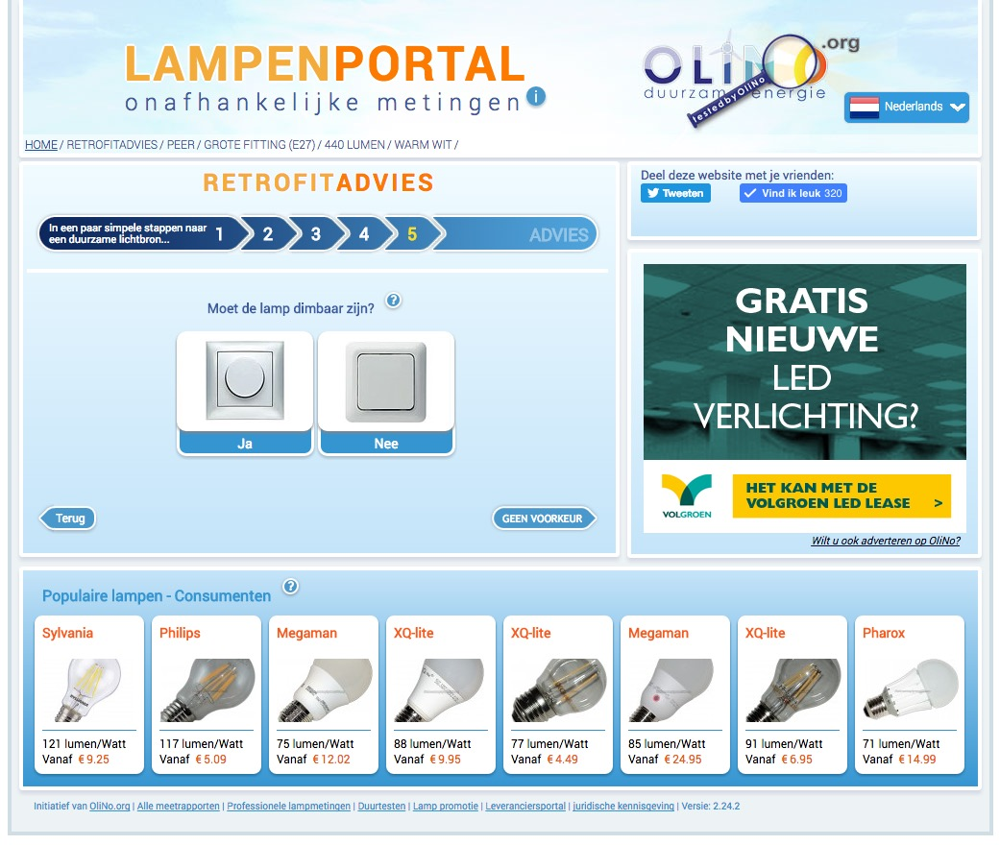 LAMPENPORTAL
onafhankelijke metingen i
OLiNO .org
duurzame energie
testedbyOliNo
Nederlands
HOME / RETROFITADVIES / PEER / GROTE FITTING (E27) / 440 LUMEN / WARM WIT /
RETROFITADVIES
In een paar simpele stappen naar
een duurzame lichtbron...
1 2 3 4 5 ADVIES
Moet de lamp dimbaar zijn? ?
Ja Nee
Terug GEEN VOORKEUR
Deel deze website met je vrienden:
Tweeten Vind ik leuk 320
GRATIS
NIEUWE
LED
VERLICHTING?
VOLGROEN
HET KAN MET DE
VOLGROEN LED LEASE >
Wilt u ook adverteren op OliNo?
Populaire lampen - Consumenten ?
Sylvania
121 lumen/Watt
Vanaf € 9.25
Philips
117 lumen/Watt
Vanaf € 5.09
Megaman
75 lumen/Watt
Vanaf € 12.02
XQ-lite
88 lumen/Watt
Vanaf € 9.95
XQ-lite
77 lumen/Watt
Vanaf € 4.49
Megaman
85 lumen/Watt
Vanaf € 24.95
XQ-lite
91 lumen/Watt
Vanaf € 6.95
Pharox
71 lumen/Watt
Vanaf € 14.99
Initiatief van OliNo.org | Alle meetrapporten | Professionele lampmetingen | Duurtesten | Lamp promotie | Leveranciersportal | juridische kennisgeving | Versie: 2.24.2